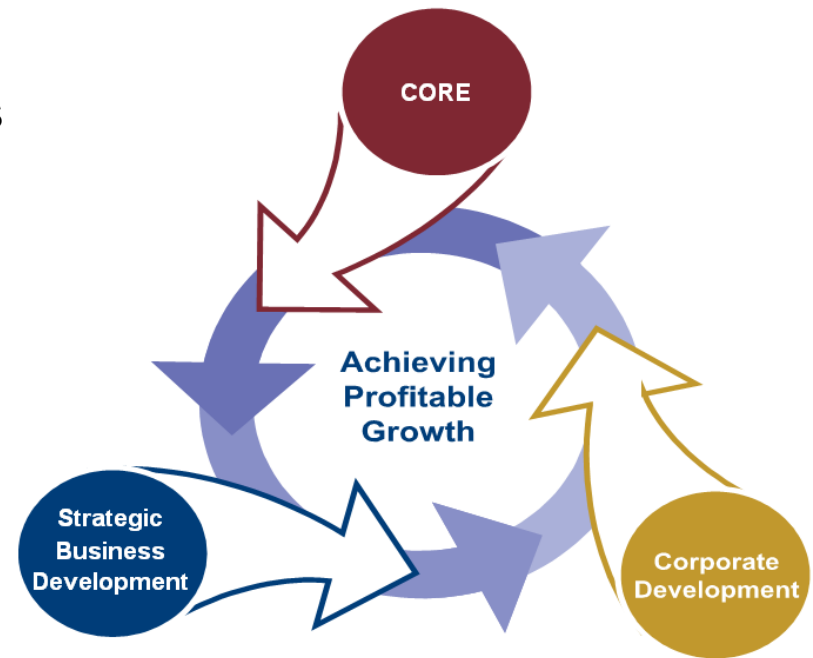 CORE
Achieving
Profitable
Growth
Strategic
Business
Development
Corporate
Development